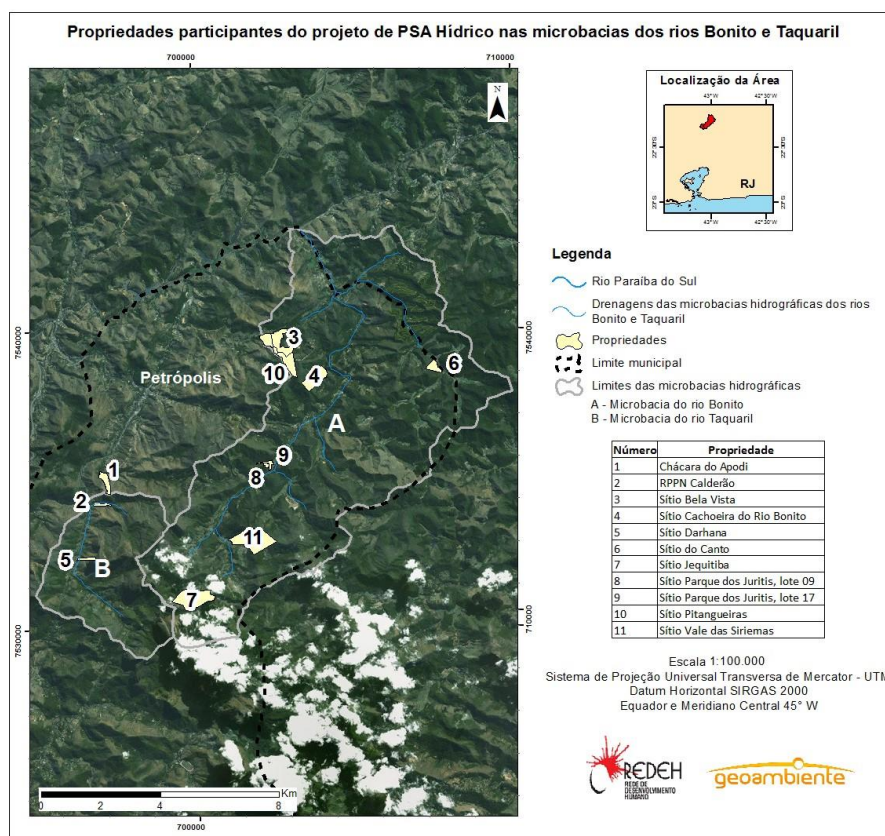 Propriedades participantes do projeto de PSA Hídrico nas microbacias dos rios Bonito e Taquaril
700000
710000
N
7540000
7540000
Petrópolis
3
10
4
6
A
1
9
8
2
11
5
B
7
7530000
710000
Km
0 2 4 8
700000
Localização da Área
43° W 42°30' W
22°30'S
22°30'S
RJ
23°S
23°S
43° W 42°30' W
Legenda
Rio Paraíba do Sul
Drenagens das microbacias hidrográficas dos rios
Bonito e Taquaril
Propriedades
Limite municipal
Limites das microbacias hidrográficas
A - Microbacia do rio Bonito
B - Microbacia do rio Taquaril
Número Propriedade
1 Chácara do Apodi
2 RPPN Calderão
3 Sítio Bela Vista
4 Sítio Cachoeira do Rio Bonito
5 Sítio Darhana
6 Sítio do Canto
7 Sítio Jequitiba
8 Sítio Parque dos Juritis, lote 09
9 Sítio Parque dos Juritis, lote 17
10 Sítio Pitangueiras
11 Sítio Vale das Siriemas
Escala 1:100.000
Sistema de Projeção Universal Transversa de Mercator - UTM
Datum Horizontal SIRGAS 2000
Equador e Meridiano Central 45° W
REDEH
REDE DE
DESENVOLVIMENTO
HUMANO
geoambiente